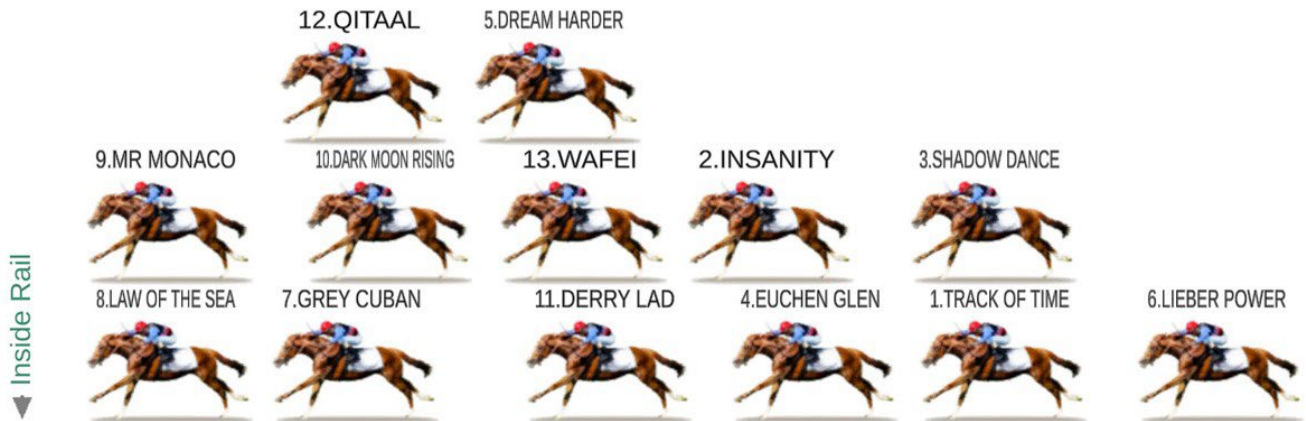 12.QITAAL 5.DREAM HARDER
9.MR MONACO 10.DARK MOON RISING 13.WAFEI 2.INSANITY 3.SHADOW DANCE
8.LAW OF THE SEA 7.GREY CUBAN 11.DERRY LAD 4.EUCHEN GLEN 1.TRACK OF TIME 6.LIEBER POWER
Inside Rail